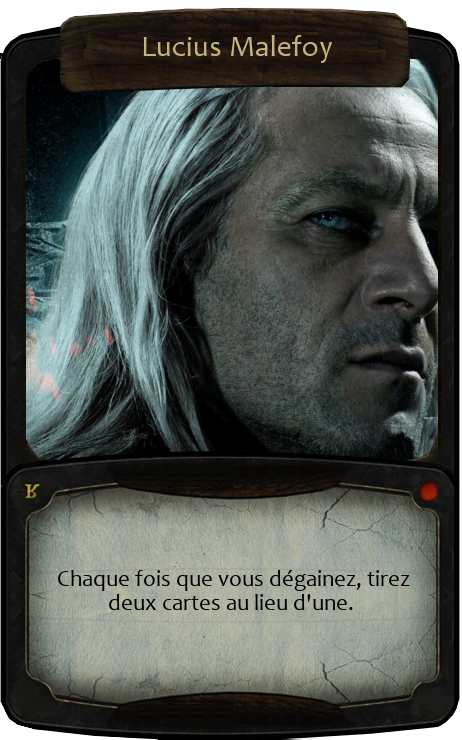 Lucius Malefoy
Chaque fois que vous dégainez, tirez
deux cartes au lieu d'une.